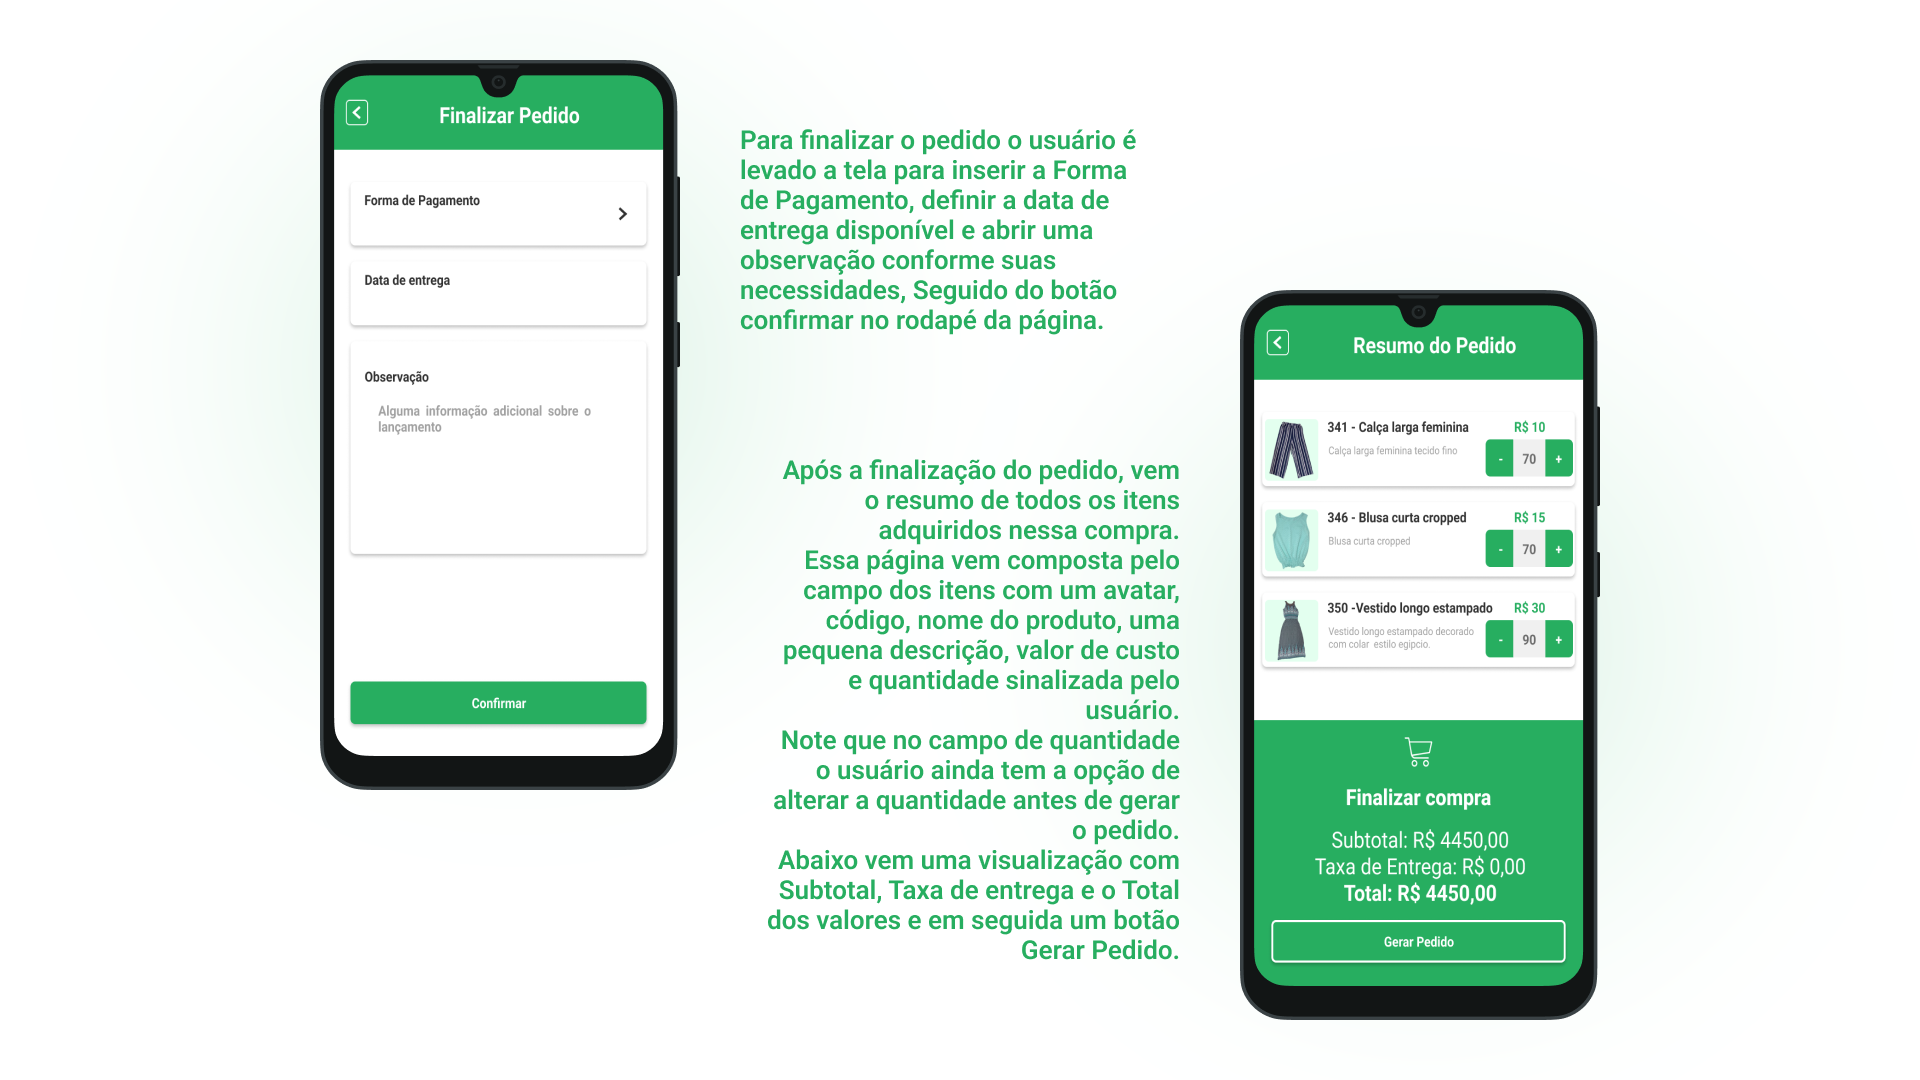 Finalizar Pedido
Forma de Pagamento
Data de entrega
Observação
Alguma informação adicional sobre o
lançamento
Confirmar
Para finalizar o pedido o usuário é
levado a tela para inserir a Forma
de Pagamento, definir a data de
entrega disponível e abrir uma
observação conforme suas
necessidades, Seguido do botão
confirmar no rodapé da página.
Após a finalização do pedido, vem
o resumo de todos os itens
adquiridos nessa compra.
Essa página vem composta pelo
campo dos itens com um avatar,
código, nome do produto, uma
pequena descrição, valor de custo
e quantidade sinalizada pelo
usuário.
Note que no campo de quantidade
o usuário ainda tem a opção de
alterar a quantidade antes de gerar
o pedido.
Abaixo vem uma visualização com
Subtotal, Taxa de entrega e o Total
dos valores e em seguida um botão
Gerar Pedido.
Resumo do Pedido
341 - Calça larga feminina R$ 10
Calça larga feminina tecido fino
- 70 +
346 - Blusa curta cropped R$ 15
Blusa curta cropped
- 70 +
350 -Vestido longo estampado R$ 30
Vestido longo estampado decorado
com colar estilo egípcio.
- 90 +
Finalizar compra
Subtotal: R$ 4450,00
Taxa de Entrega: R$ 0,00
Total: R$ 4450,00
Gerar Pedido